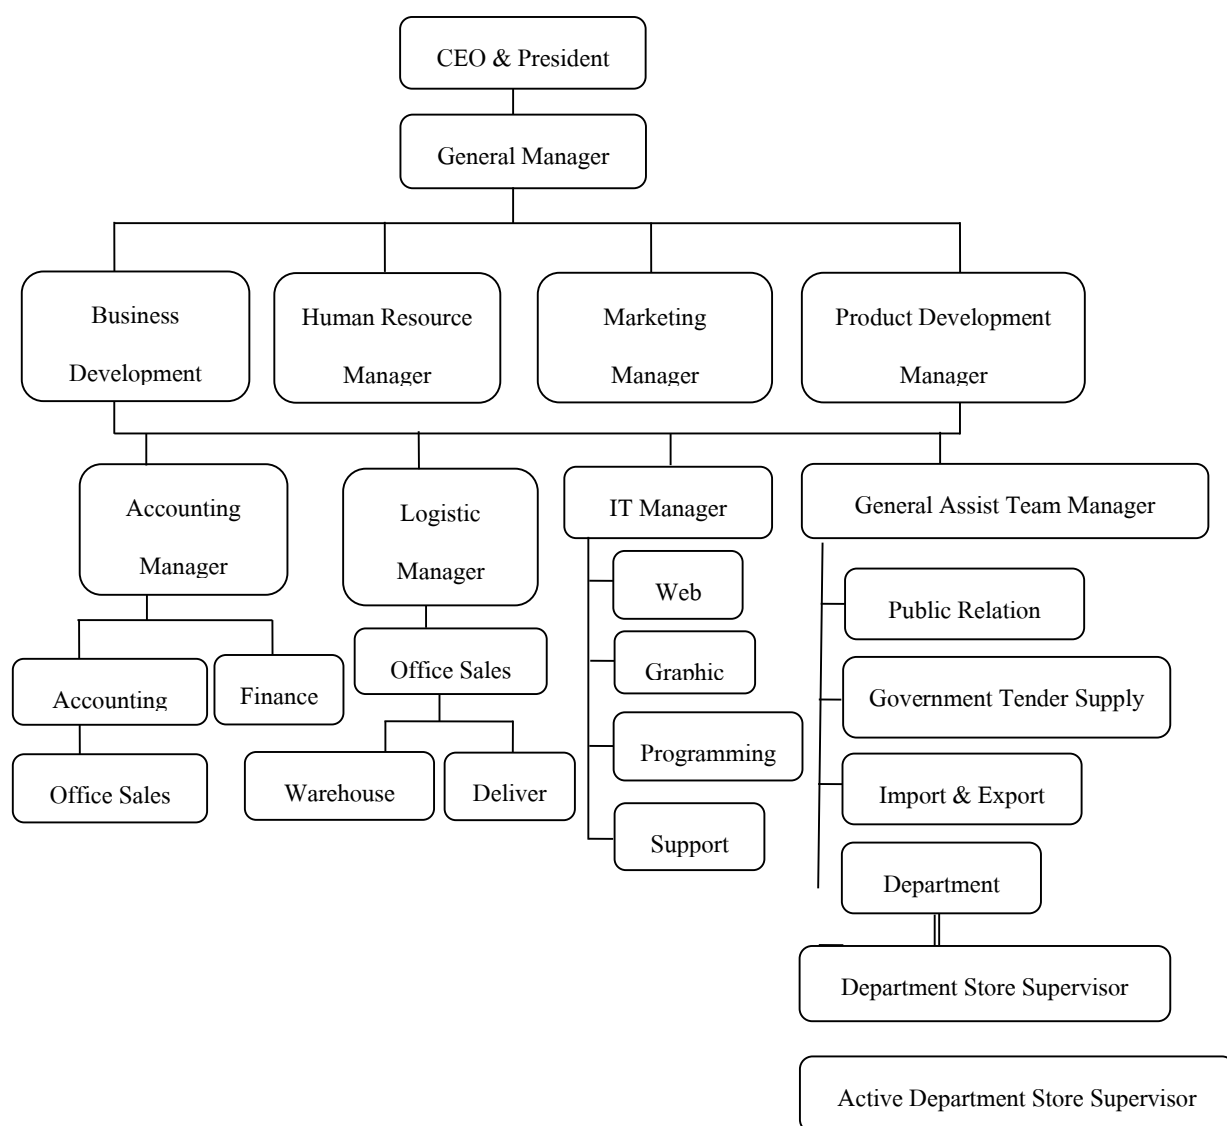 CEO & President
General Manager
Business
Development
Human Resource
Manager
Marketing
Manager
Product Development
Manager
Accounting
Manager
Logistic
Manager
IT Manager
General Assist Team Manager
Web
Public Relation
Office Sales
Graphic
Accounting
Finance
Government Tender Supply
Programming
Office Sales
Warehouse
Deliver
Import & Export
Support
Department
Department Store Supervisor
Active Department Store Supervisor